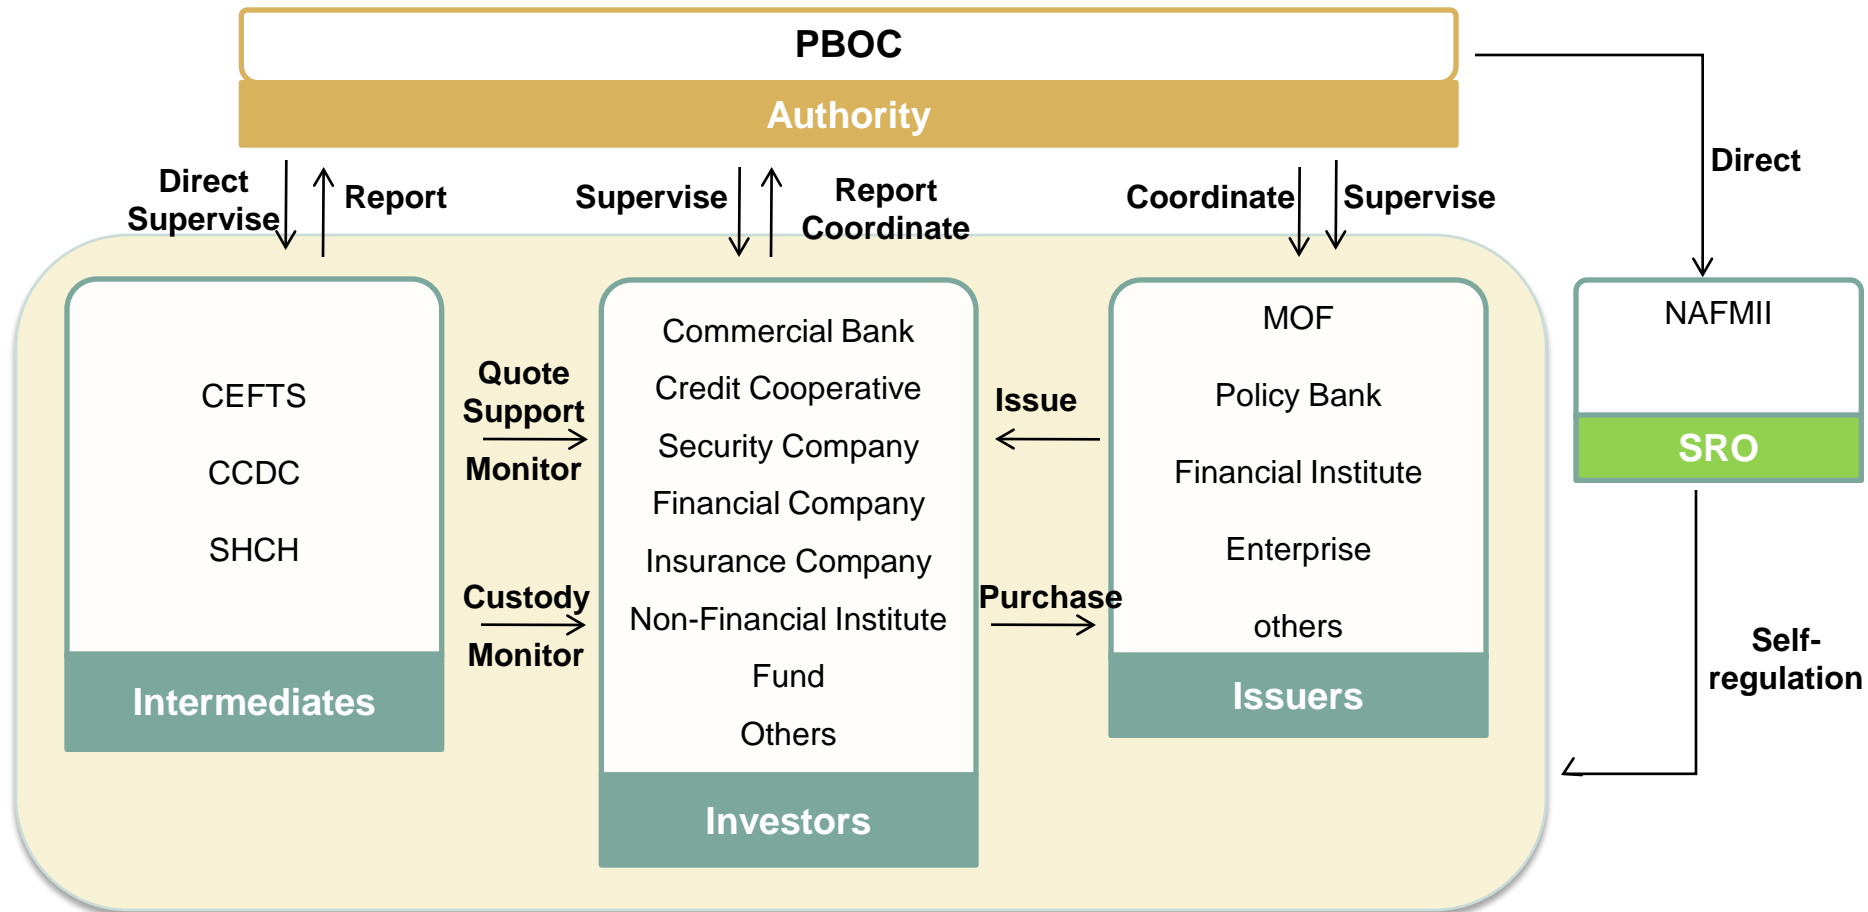 PBOC
Authority
Direct
Supervise
Report
Supervise
Report
Coordinate
Coordinate
Supervise
Direct
CEFTS
CCDC
SHCH
Intermediates
Quote
Support
Monitor
Custody
Monitor
Commercial Bank
Credit Cooperative
Security Company
Financial Company
Insurance Company
Non-Financial Institute
Fund
Others
Investors
Issue
Purchase
MOF
Policy Bank
Financial Institute
Enterprise
others
Issuers
NAFMII
SRO
Self-
regulation